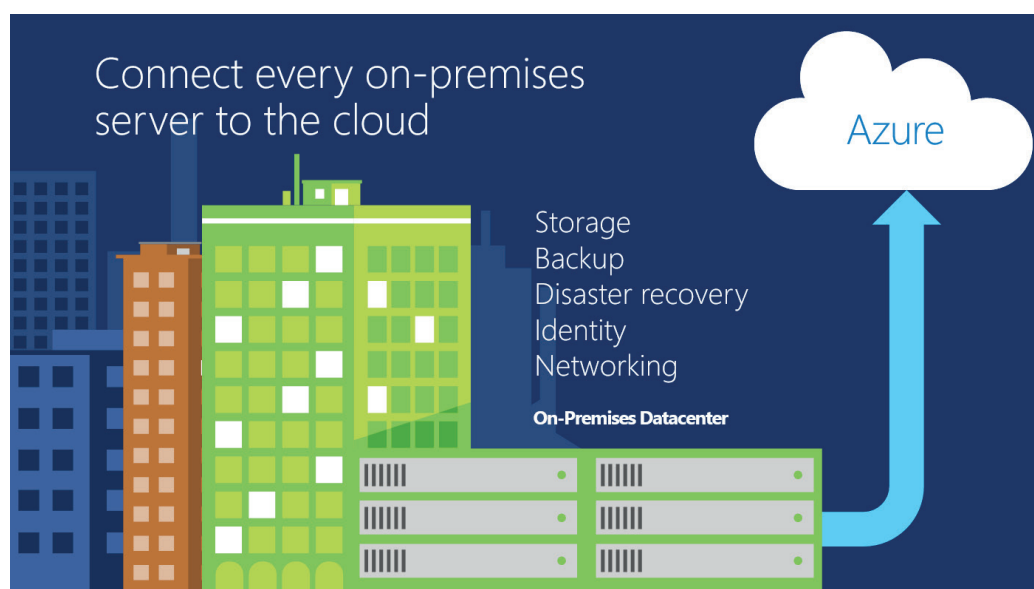 Connect every on-premises
server to the cloud
Azure
Storage
Backup
Disaster recovery
Identity
Networking
On-Premises Datacenter